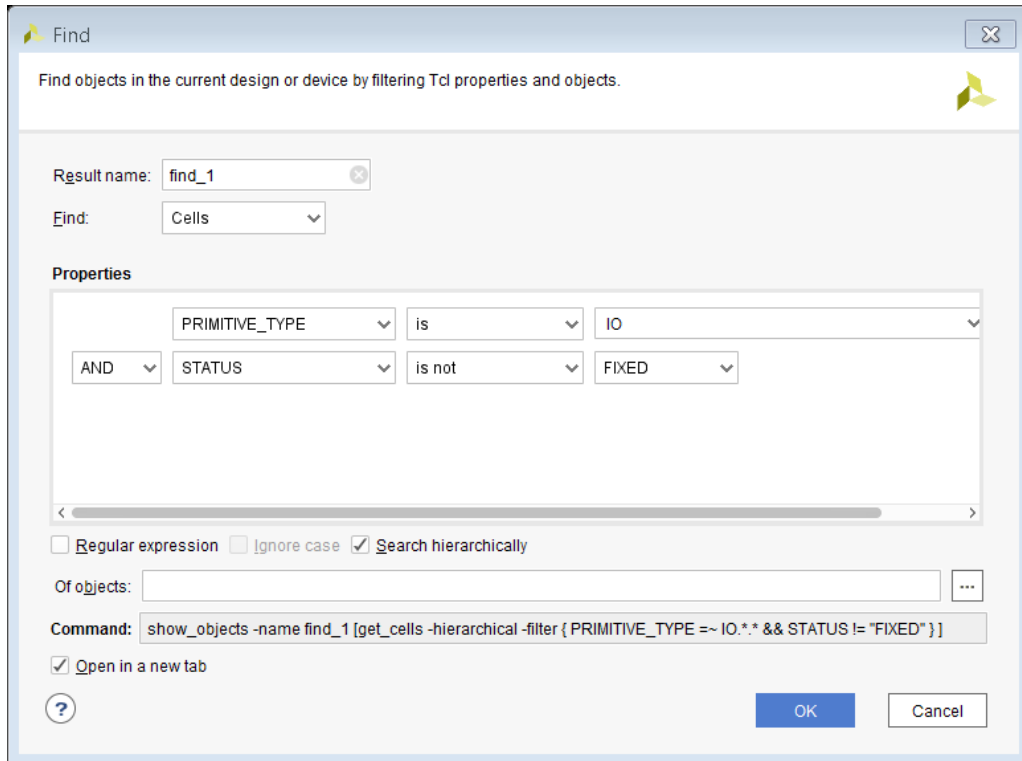 Find
Find objects in the current design or device by filtering Tcl properties and objects.
Result name: find_1
Find: Cells
Properties
PRIMITIVE_TYPE is IO
AND STATUS is not FIXED
Regular expression Ignore case Search hierarchically
Of objects: ...
Command: show_objects -name find_1 [get_cells -hierarchical -filter { PRIMITIVE_TYPE =~ IO.*.* && STATUS != "FIXED" } ]
Open in a new tab
? OK Cancel